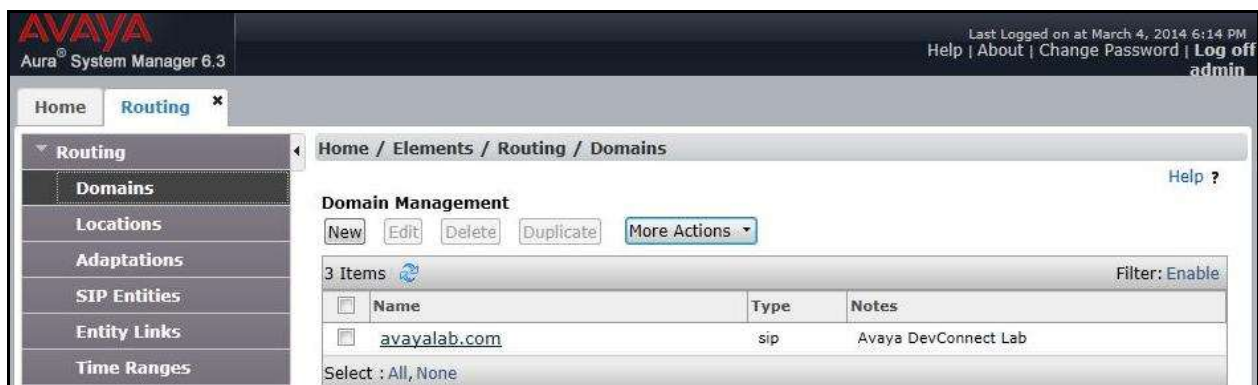 AVAYA
Aura® System Manager 6.3
Last Logged on at March 4, 2014 6:14 PM
Help | About | Change Password | Log off
admin
Home
Routing ×
Routing
Domains
Locations
Adaptations
SIP Entities
Entity Links
Time Ranges
Home / Elements / Routing / Domains
Help ?
Domain Management
New Edit Delete Duplicate More Actions
3 Items Filter: Enable
Name Type Notes
avayalab.com sip Avaya DevConnect Lab
Select : All, None